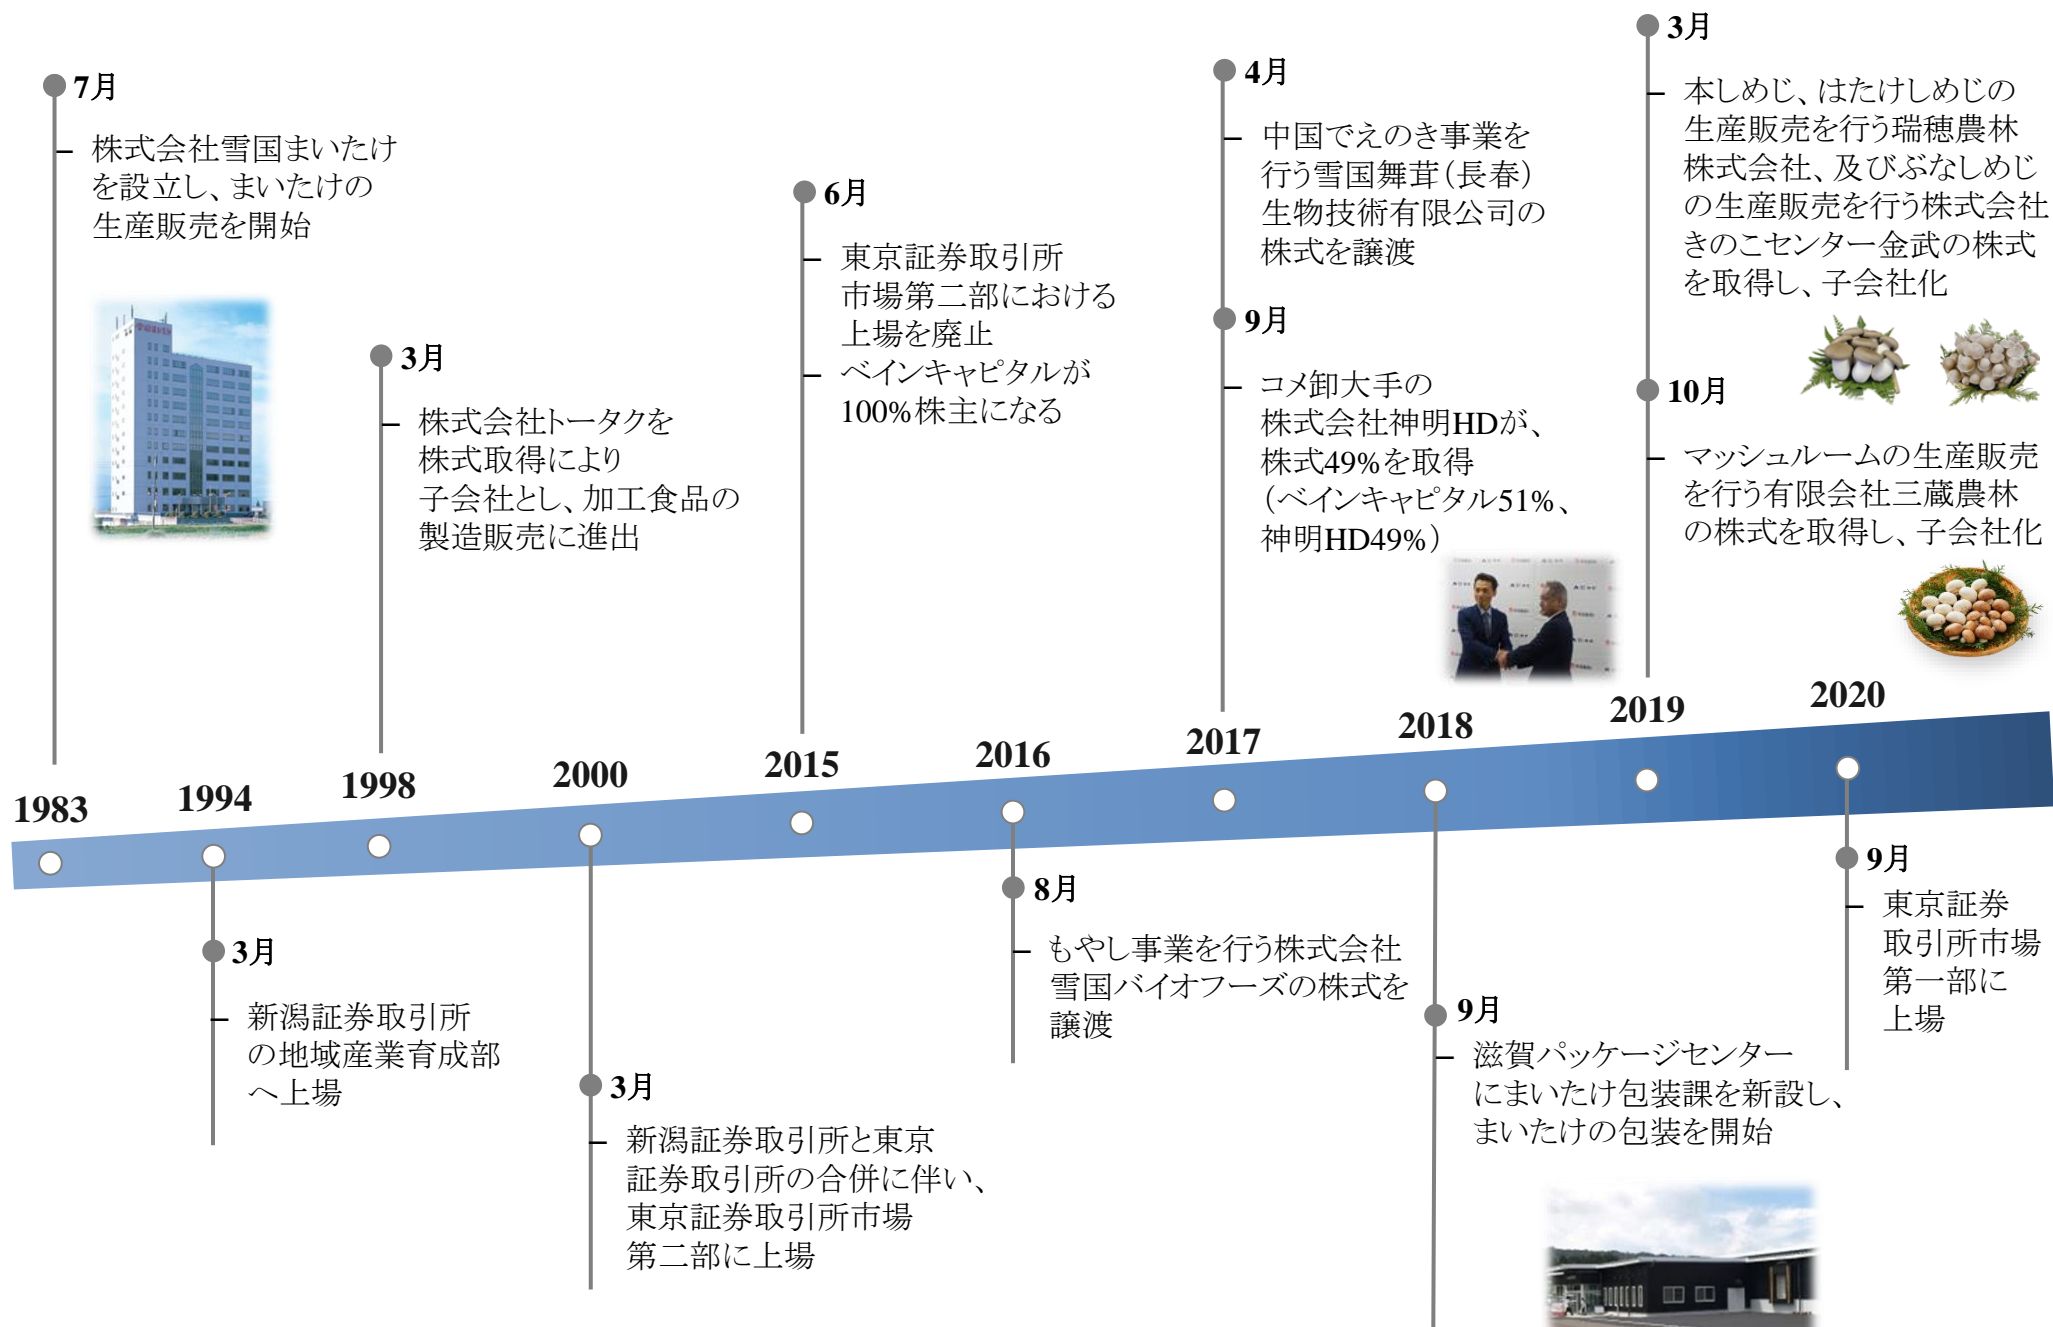 1983
7月
– 株式会社雪国まいたけ
を設立し、まいたけの
生産販売を開始
1994
3月
– 新潟証券取引所
の地域産業育成部
へ上場
1998
3月
– 株式会社トータクを
株式取得により
子会社とし、加工食品の
製造販売に進出
2000
3月
– 新潟証券取引所と東京
証券取引所の合併に伴い、
東京証券取引所市場
第二部に上場
2015
6月
– 東京証券取引所
市場第二部における
上場を廃止
– ベインキャピタルが
100%株主になる
2016
8月
– もやし事業を行う株式会社
雪国バイオフーズの株式を
譲渡
2017
4月
– 中国でえのき事業を
行う雪国舞茸（長春）
生物技術有限公司の
株式を譲渡
9月
– コメ卸大手の
株式会社神明HDが、
株式49%を取得
（ベインキャピタル51%、
神明HD49%）
2018
9月
– 滋賀パッケージセンター
にまいたけ包装課を新設し、
まいたけの包装を開始
2019
3月
– 本しめじ、はたけしめじの
生産販売を行う瑞穂農林
株式会社、及びぶなしめじ
の生産販売を行う株式会社
きのこセンター金武の株式
を取得し、子会社化
10月
– マッシュルームの生産販売
を行う有限会社三蔵農林
の株式を取得し、子会社化
2020
9月
– 東京証券
取引所市場
第一部に
上場